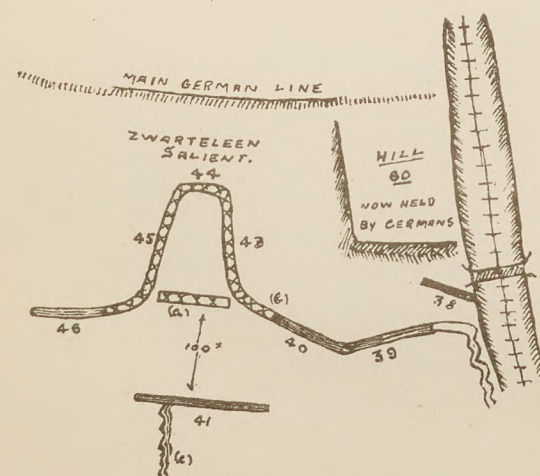 MAIN GERMAN LINE
ZWARTELEEN
SALIENT.
44
HILL
60
NOW HELD
BY GERMANS
45
43
38
(a)
(b)
46
40
39
100ˣ
41
(c)